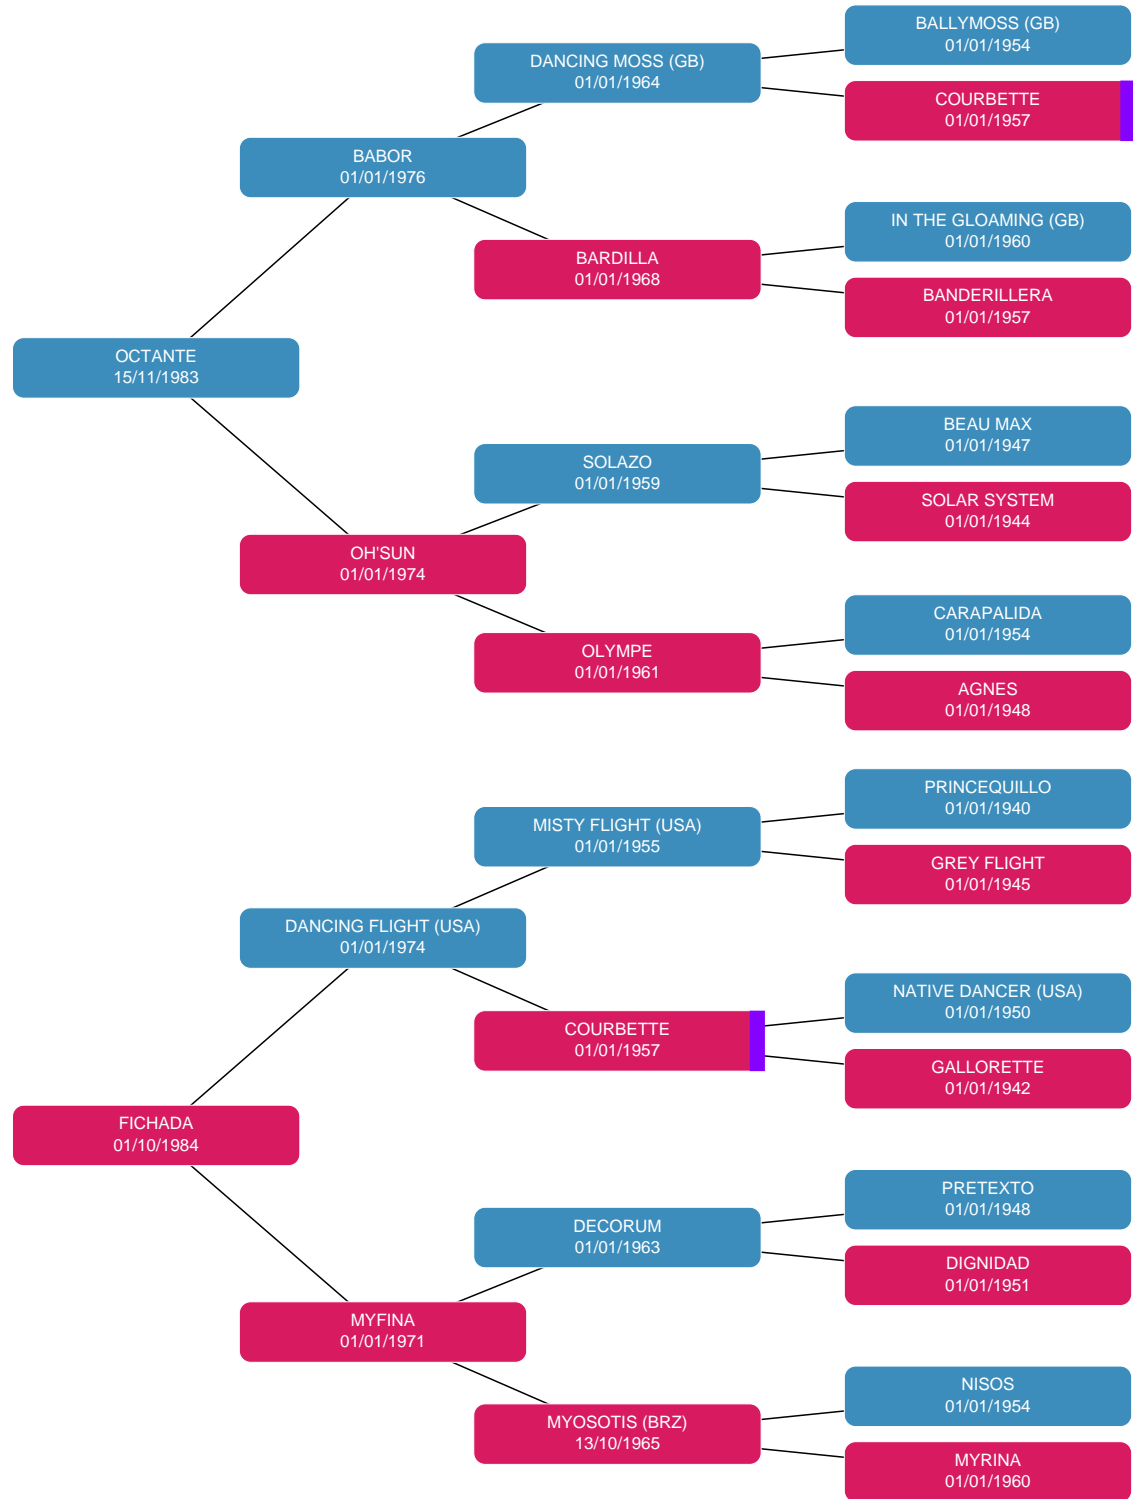 BALLYMOSS (GB)
01/01/1954
DANCING MOSS (GB)
01/01/1964
COURBETTE
01/01/1957
BABOR
01/01/1976
IN THE GLOAMING (GB)
01/01/1960
BARDILLA
01/01/1968
BANDERILLERA
01/01/1957
OCTANTE
15/11/1983
BEAU MAX
01/01/1947
SOLAZO
01/01/1959
SOLAR SYSTEM
01/01/1944
OH'SUN
01/01/1974
CARAPALIDA
01/01/1954
OLYMPE
01/01/1961
AGNES
01/01/1948
PRINCEQUILLO
01/01/1940
MISTY FLIGHT (USA)
01/01/1955
GREY FLIGHT
01/01/1945
DANCING FLIGHT (USA)
01/01/1974
NATIVE DANCER (USA)
01/01/1950
COURBETTE
01/01/1957
GALLORETTE
01/01/1942
FICHADA
01/10/1984
PRETEXTO
01/01/1948
DECORUM
01/01/1963
DIGNIDAD
01/01/1951
MYFINA
01/01/1971
NISOS
01/01/1954
MYOSOTIS (BRZ)
13/10/1965
MYRINA
01/01/1960